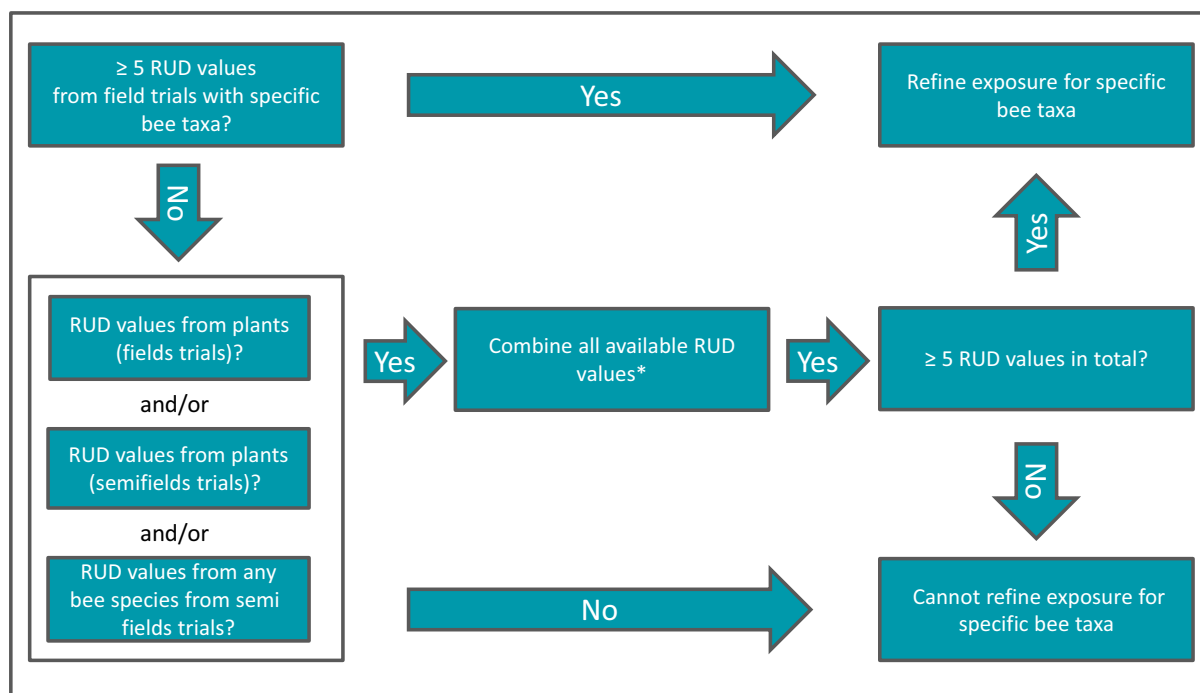 ≥ 5 RUD values
from field trials with specific
bee taxa?
Yes
Refine exposure for specific
bee taxa
No
Yes
RUD values from plants
(fields trials)?
and/or
RUD values from plants
(semifields trials)?
and/or
RUD values from any
bee species from semi
fields trials?
Yes
Combine all available RUD
values*
Yes
≥ 5 RUD values in total?
No
No
Cannot refine exposure for
specific bee taxa